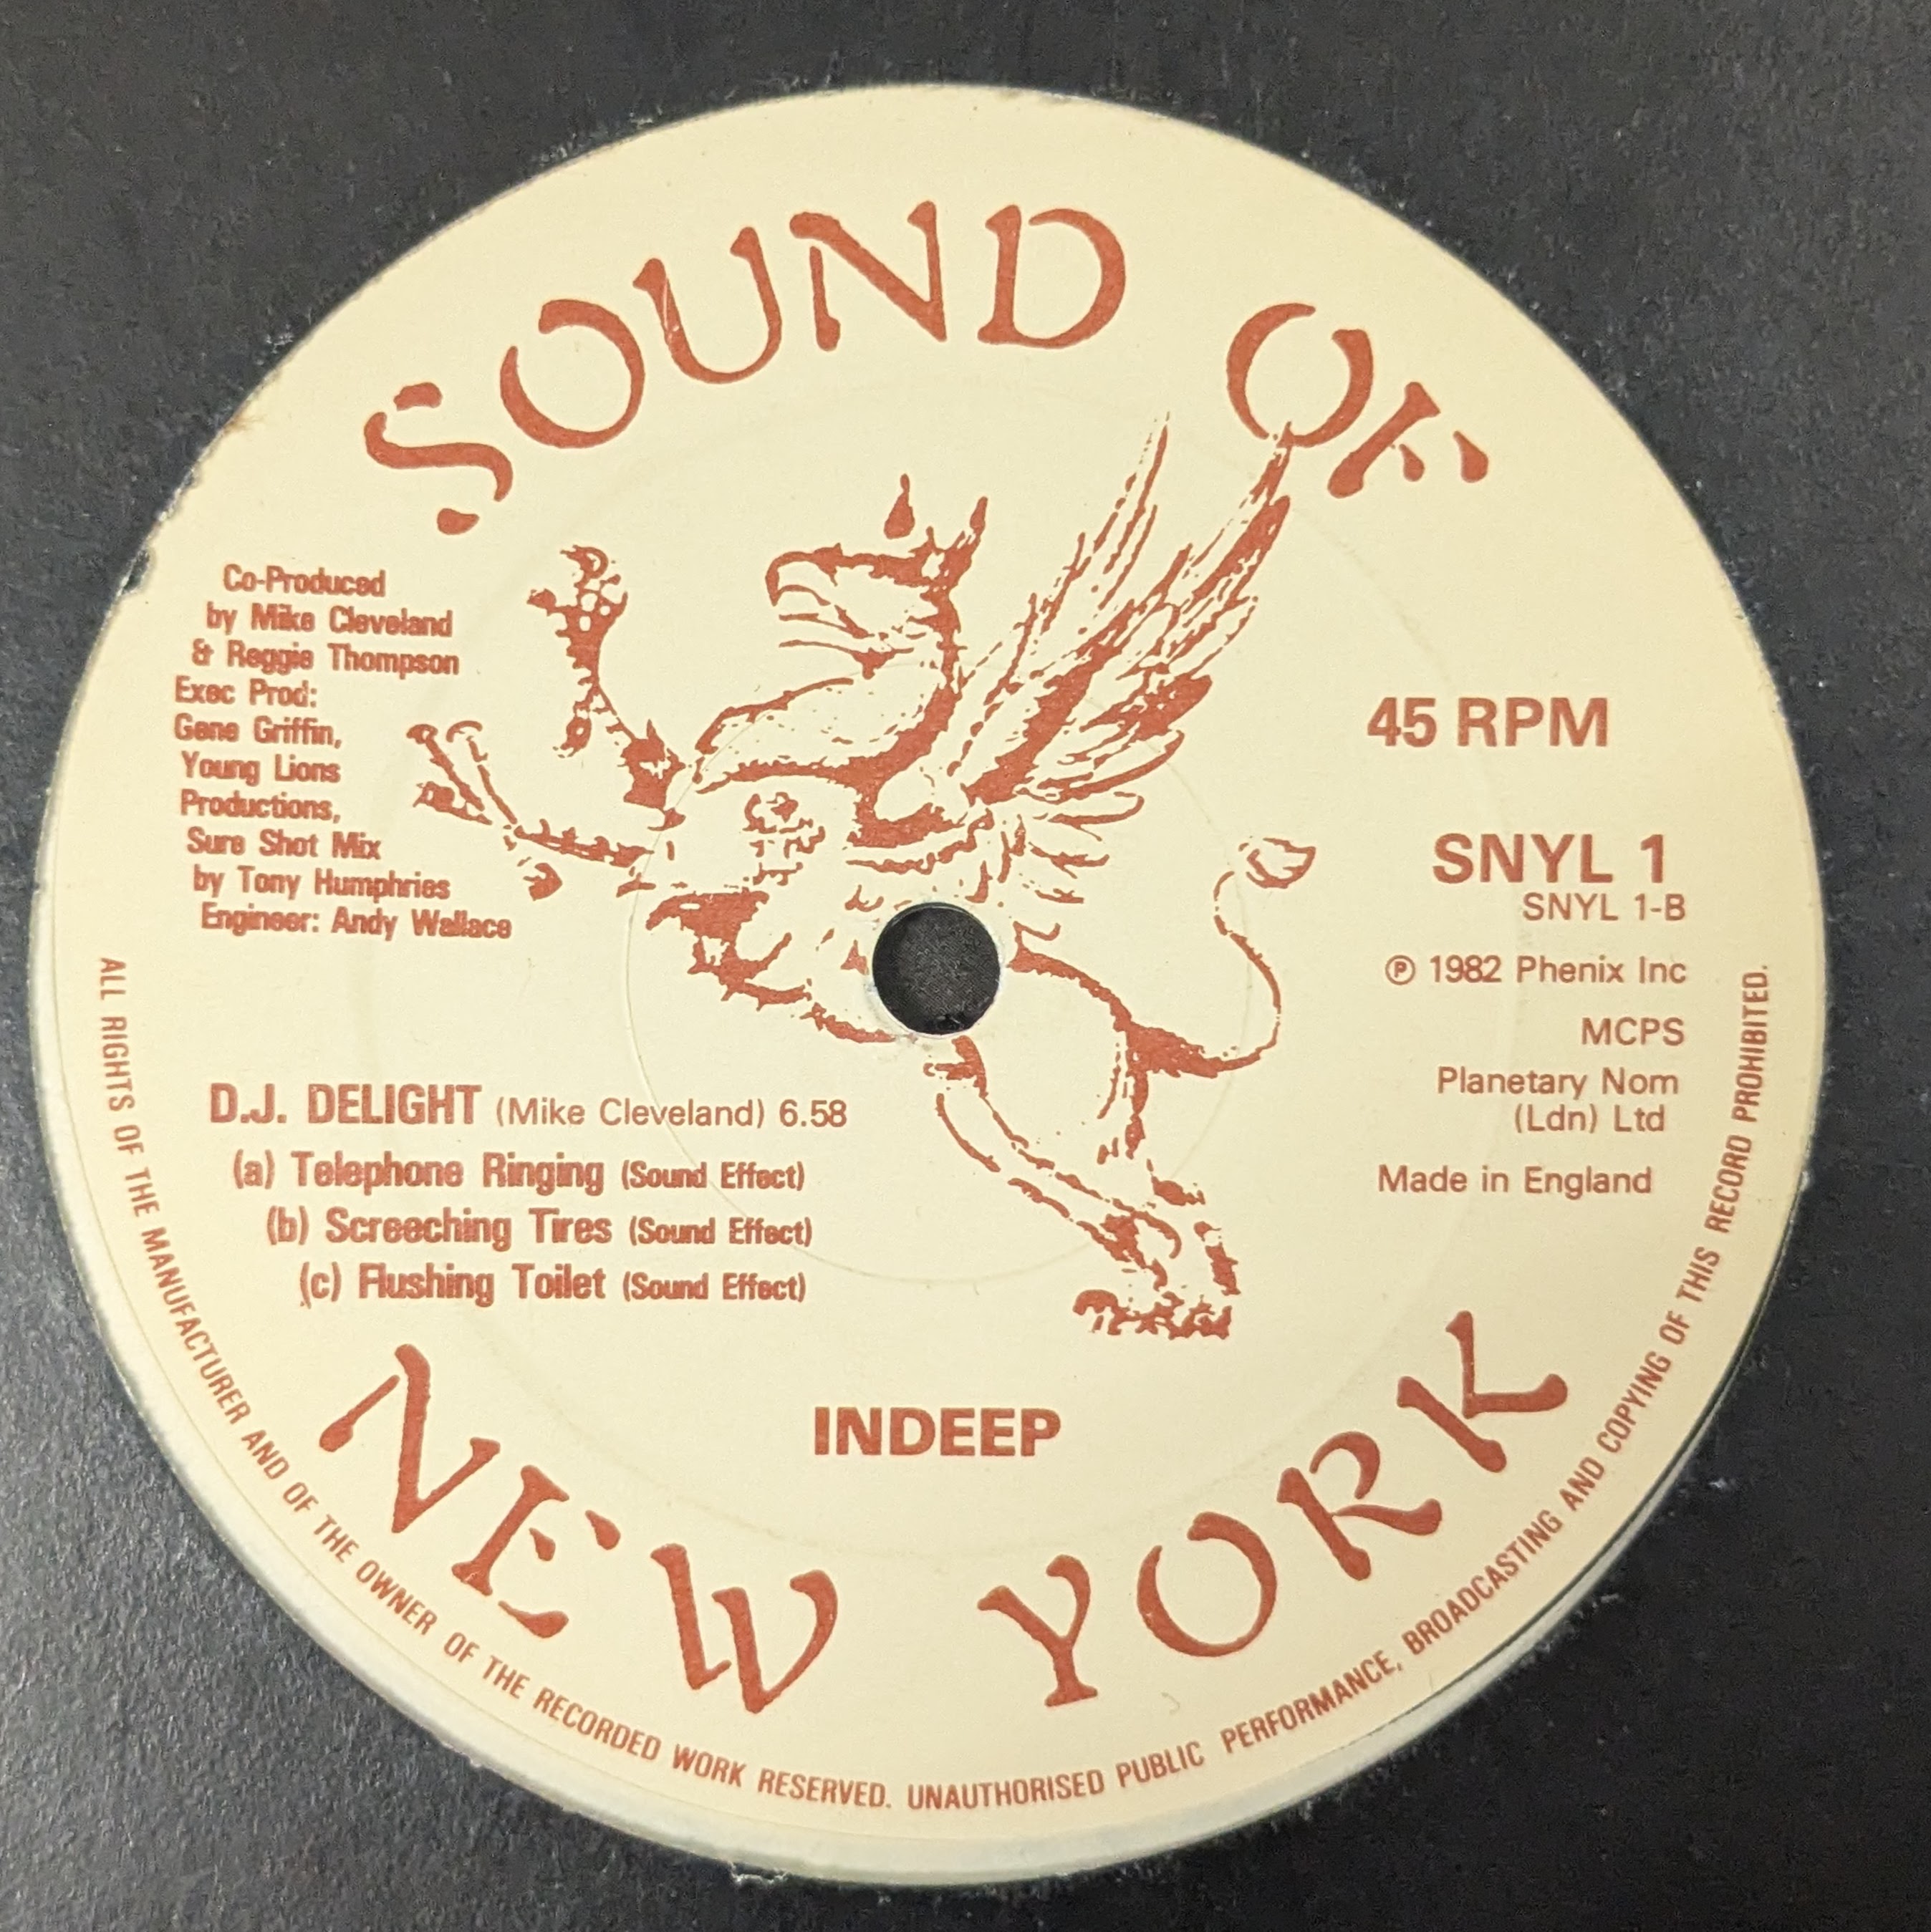 SOUND OF
Co-Produced
by Mike Cleveland
& Reggie Thompson
Exec Prod:
Gene Griffin,
Young Lions
Productions,
Sure Shot Mix
by Tony Humphries
Engineer: Andy Wallace
45 RPM
SNYL 1
SNYL 1-B
℗ 1982 Phenix Inc
MCPS
Planetary Nom
(Ldn) Ltd
Made in England
D.J. DELIGHT (Mike Cleveland) 6.58
(a) Telephone Ringing (Sound Effect)
(b) Screeching Tires (Sound Effect)
(c) Flushing Toilet (Sound Effect)
INDEEP
NEW YORK
ALL RIGHTS OF THE MANUFACTURER AND OF THE OWNER OF THE RECORDED WORK RESERVED. UNAUTHORISED PUBLIC PERFORMANCE, BROADCASTING AND COPYING OF THIS RECORD PROHIBITED.